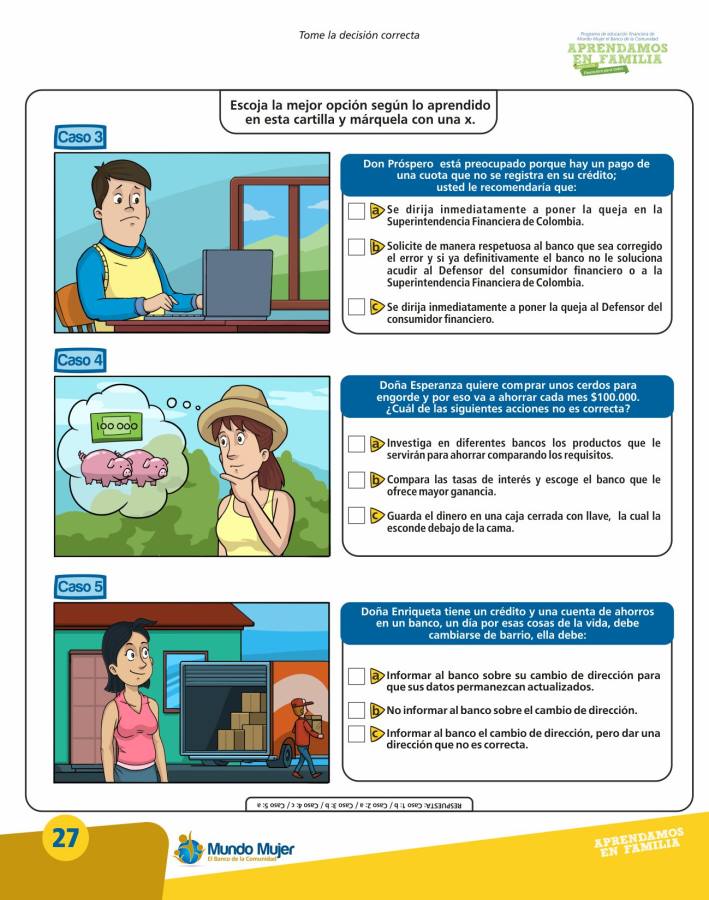 Tome la decisión correcta
Programa de educación financiera de
Mundo Mujer el Banco de la Comunidad
APRENDAMOS
EN FAMILIA
Escoja la mejor opción según lo aprendido
en esta cartilla y márquela con una x.
Caso 3
Don Próspero está preocupado porque hay un pago de
una cuota que no se registra en su crédito;
usted le recomendaría que:
a Se dirija inmediatamente a poner la queja en la
Superintendencia Financiera de Colombia.
b Solicite de manera respetuosa al banco que sea corregido
el error y si ya definitivamente el banco no le soluciona
acudir al Defensor del consumidor financiero o a la
Superintendencia Financiera de Colombia.
c Se dirija inmediatamente a poner la queja al Defensor del
consumidor financiero.
Caso 4
100 000
Doña Esperanza quiere comprar unos cerdos para
engorde y por eso va a ahorrar cada mes $100.000.
¿Cuál de las siguientes acciones no es correcta?
a Investiga en diferentes bancos los productos que le
servirán para ahorrar comparando los requisitos.
b Compara las tasas de interés y escoge el banco que le
ofrece mayor ganancia.
c Guarda el dinero en una caja cerrada con llave, la cual la
esconde debajo de la cama.
Caso 5
Doña Enriqueta tiene un crédito y una cuenta de ahorros
en un banco, un día por esas cosas de la vida, debe
cambiarse de barrio, ella debe:
a Informar al banco sobre su cambio de dirección para
que sus datos permanezcan actualizados.
b No informar al banco sobre el cambio de dirección.
c Informar al banco el cambio de dirección, pero dar una
dirección que no es correcta.
RESPUESTA: Caso 1: b / Caso 2: a / Caso 3: b / Caso 4: c / Caso 5: a
27
Mundo Mujer
El Banco de la Comunidad
APRENDAMOS
EN FAMILIA